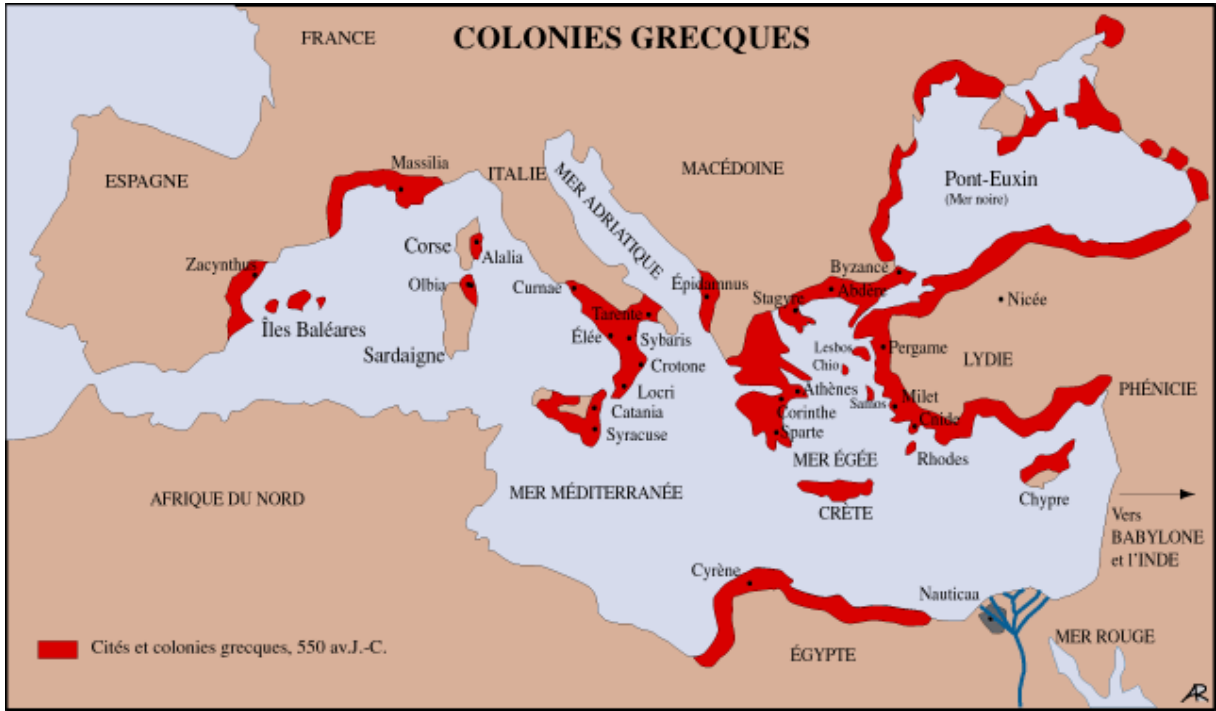 FRANCE
COLONIES GRECQUES
ESPAGNE
Massilia
ITALIE
MER ADRIATIQUE
MACÉDOINE
Pont-Euxin
(Mer noire)
Zacynthus
Corse
Alalia
Olbia
Îles Baléares
Sardaigne
Cumae
Tarente
Élée
Sybaris
Crotone
Locri
Catania
Syracuse
Épidamnus
Byzance
Abdère
Stagyre
Nicée
Lesbos
Chio
Pergame
LYDIE
Athènes
Samos
Milet
Corinthe
Cnide
Sparte
PHÉNICIE
MER ÉGÉE
Rhodes
Chypre
CRÈTE
AFRIQUE DU NORD
MER MÉDITERRANÉE
Vers
BABYLONE
et l'INDE
Cyrène
Nauticaa
Cités et colonies grecques, 550 av.J.-C.
ÉGYPTE
MER ROUGE
AR